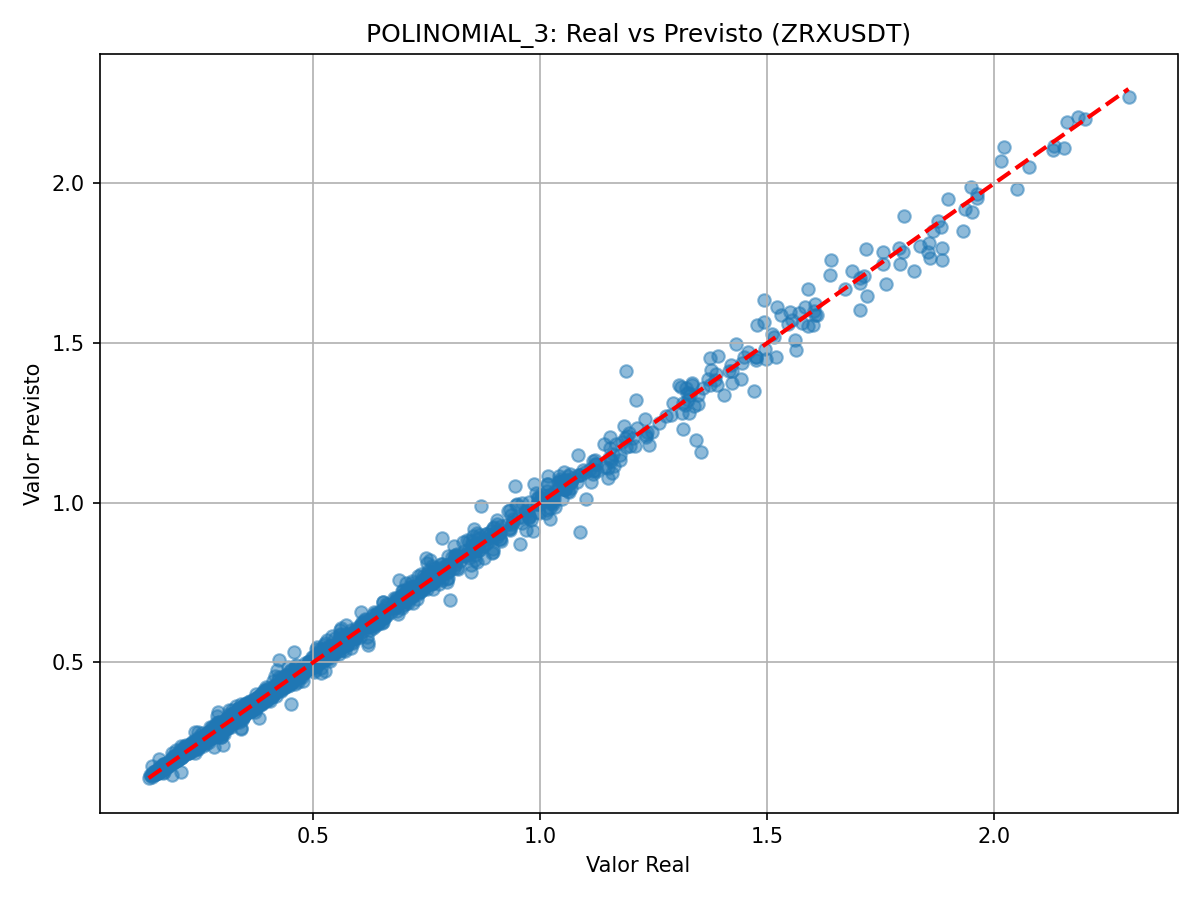 POLINOMIAL_3: Real vs Previsto (ZRXUSDT)
Valor Previsto
2.0
1.5
1.0
0.5
0.5 1.0 1.5 2.0
Valor Real